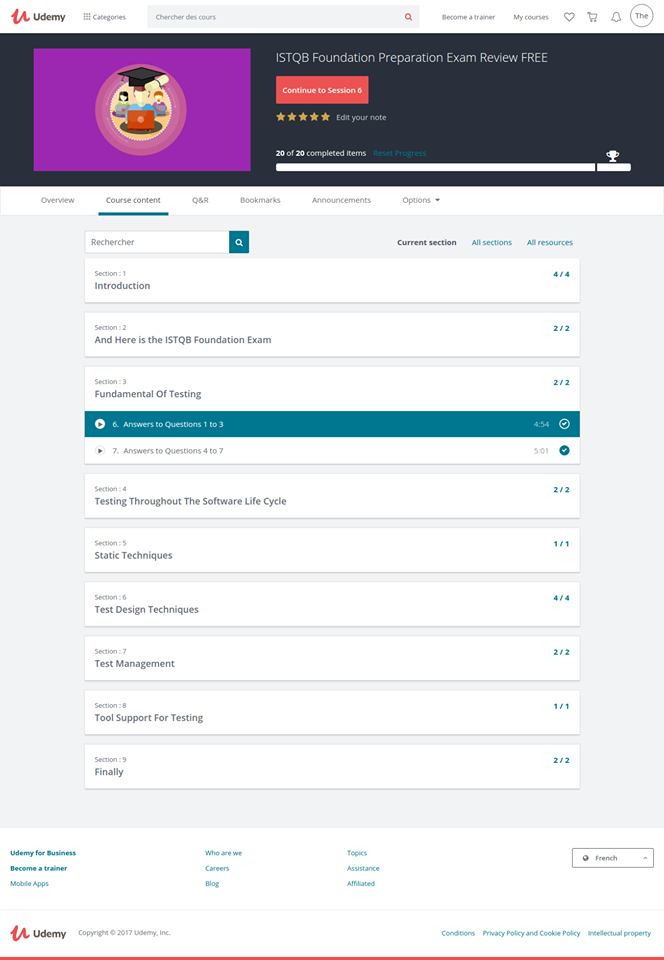 Udemy
Categories
Chercher des cours
Become a trainer
My courses
The
ISTQB Foundation Preparation Exam Review FREE
Continue to Session 6
Edit your note
20 of 20 completed items Reset Progress
Overview
Course content
Q&R
Bookmarks
Announcements
Options
Rechercher
Current section
All sections
All resources
Section : 1
4 / 4
Introduction
Section : 2
2 / 2
And Here is the ISTQB Foundation Exam
Section : 3
2 / 2
Fundamental Of Testing
6. Answers to Questions 1 to 3 4:54
7. Answers to Questions 4 to 7 5:01
Section : 4
2 / 2
Testing Throughout The Software Life Cycle
Section : 5
1 / 1
Static Techniques
Section : 6
4 / 4
Test Design Techniques
Section : 7
2 / 2
Test Management
Section : 8
1 / 1
Tool Support For Testing
Section : 9
2 / 2
Finally
Udemy for Business
Become a trainer
Mobile Apps
Who are we
Careers
Blog
Topics
Assistance
Affiliated
French
Udemy
Copyright © 2017 Udemy, Inc.
Conditions
Privacy Policy and Cookie Policy
Intellectual property